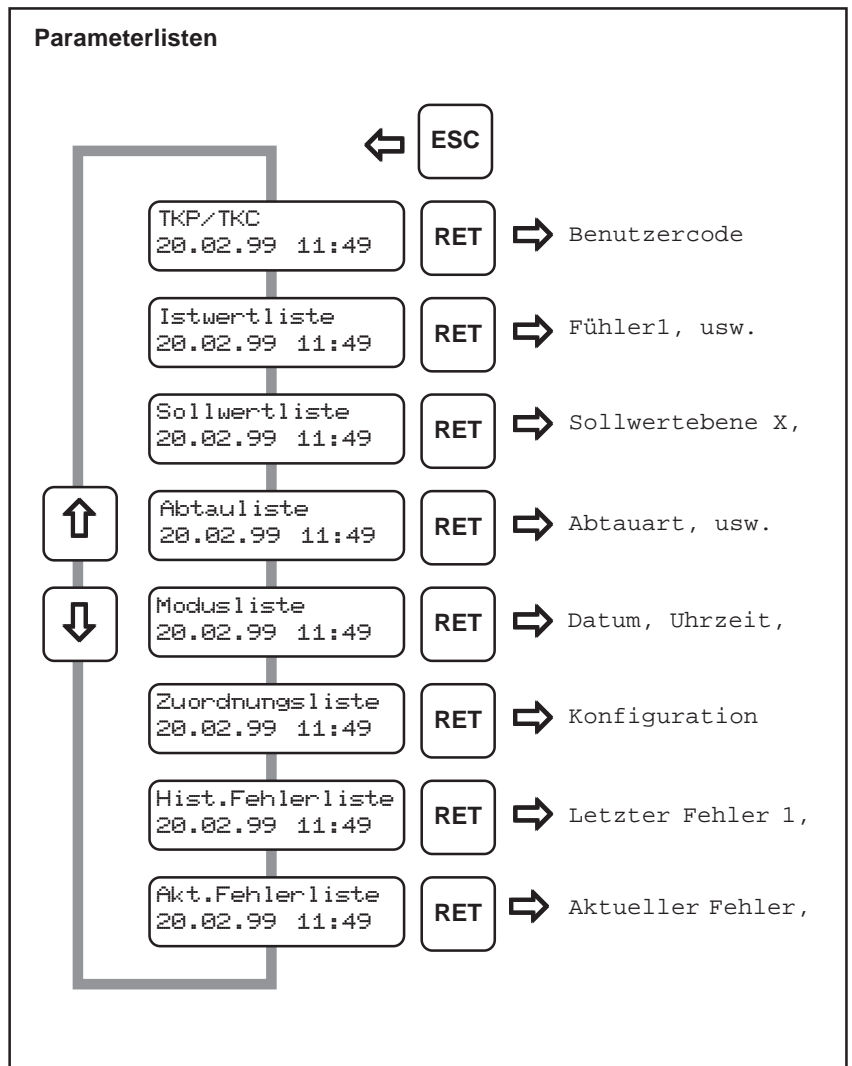 Parameterlisten
ESC
TKP/TKC
20.02.99 11:49
RET
Benutzercode
Istwertliste
20.02.99 11:49
RET
Fühler1, usw.
Sollwertliste
20.02.99 11:49
RET
Sollwertebene X,
Abtauliste
20.02.99 11:49
RET
Abtauart, usw.
Modusliste
20.02.99 11:49
RET
Datum, Uhrzeit,
Zuordnungsliste
20.02.99 11:49
RET
Konfiguration
Hist.Fehlerliste
20.02.99 11:49
RET
Letzter Fehler 1,
Akt.Fehlerliste
20.02.99 11:49
RET
Aktueller Fehler,